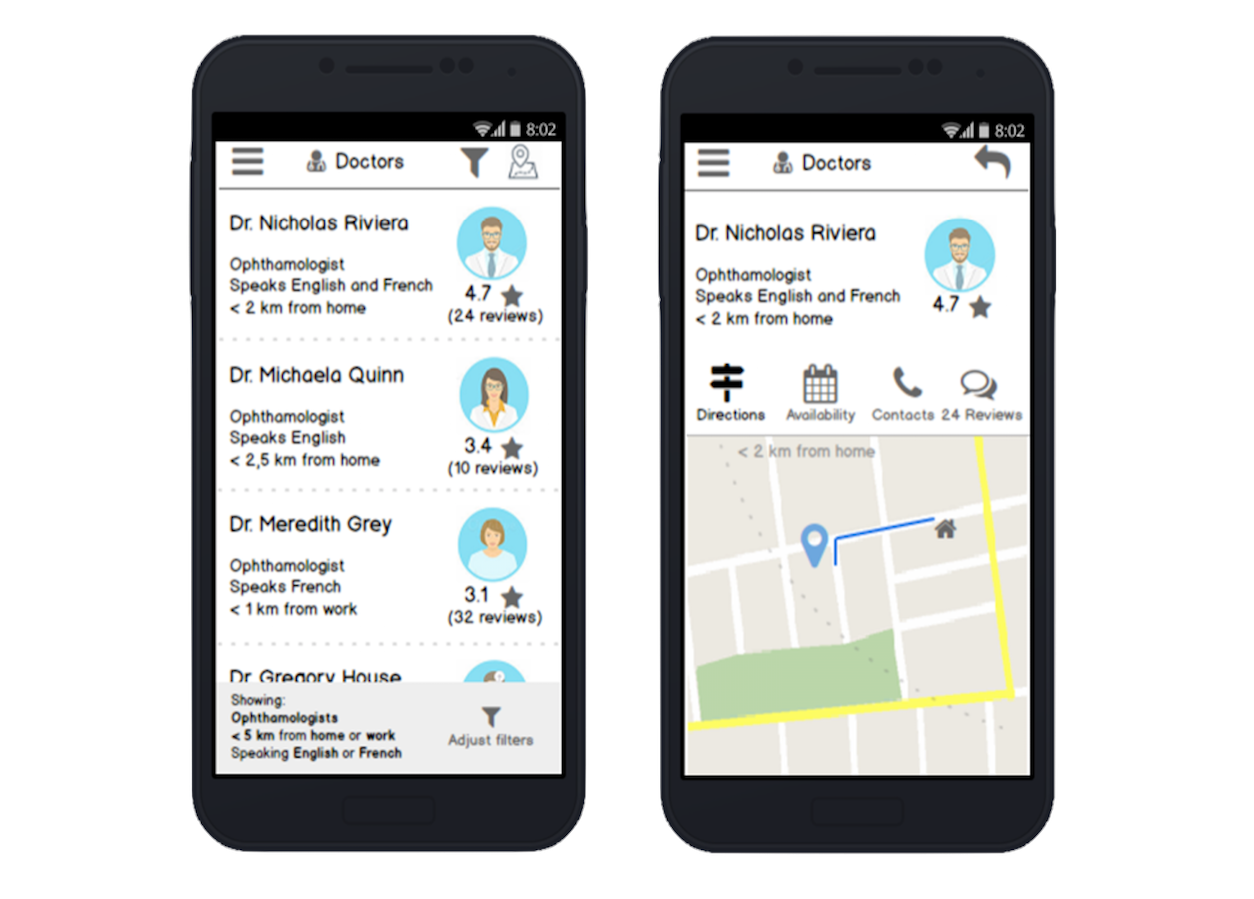 8:02
Doctors
Dr. Nicholas Riviera
Ophthamologist
Speaks English and French
< 2 km from home
4.7
(24 reviews)
Dr. Michaela Quinn
Ophthamologist
Speaks English
< 2,5 km from home
3.4
(10 reviews)
Dr. Meredith Grey
Ophthamologist
Speaks French
< 1 km from work
3.1
(32 reviews)
Dr. Gregory House
Showing:
Ophthamologists
< 5 km from home or work
Speaking English or French
Adjust filters
8:02
Doctors
Dr. Nicholas Riviera
Ophthamologist
Speaks English and French
< 2 km from home
4.7
Directions Availability Contacts 24 Reviews
< 2 km from home